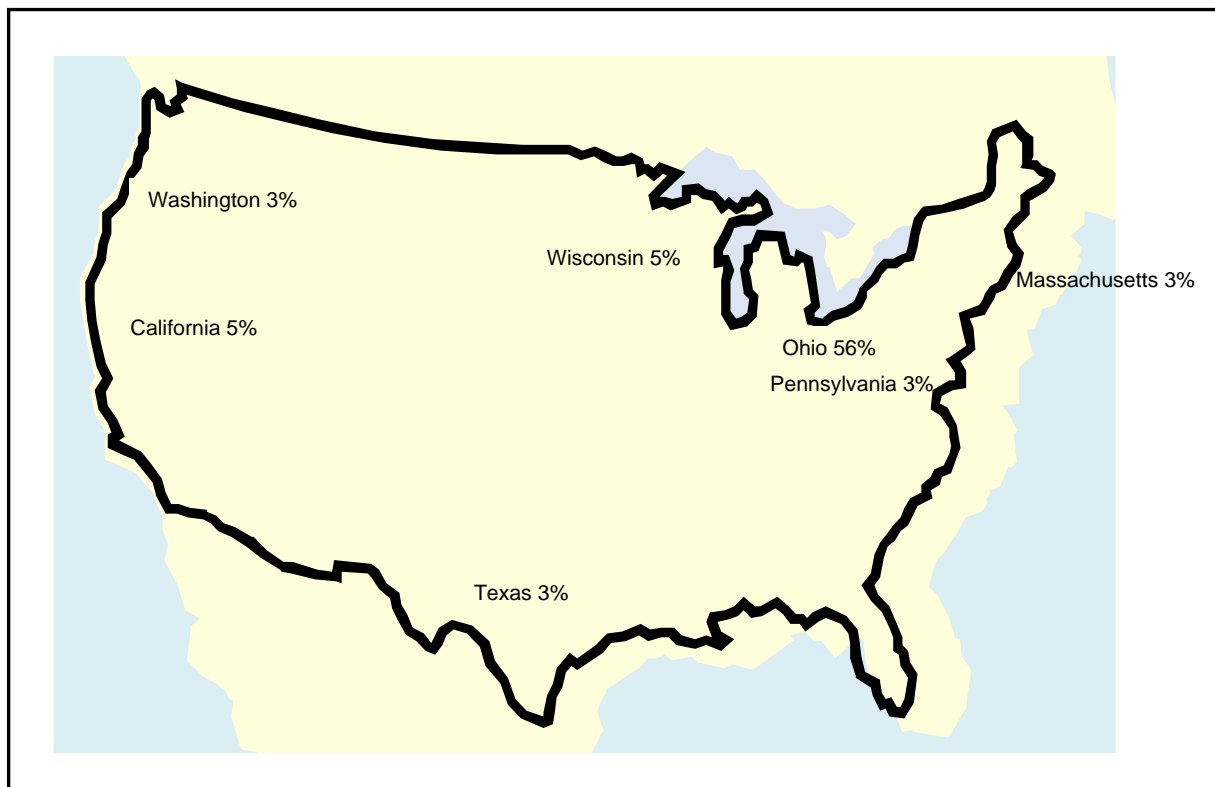 Washington 3%
Wisconsin 5%
Massachusetts 3%
California 5%
Ohio 56%
Pennsylvania 3%
Texas 3%